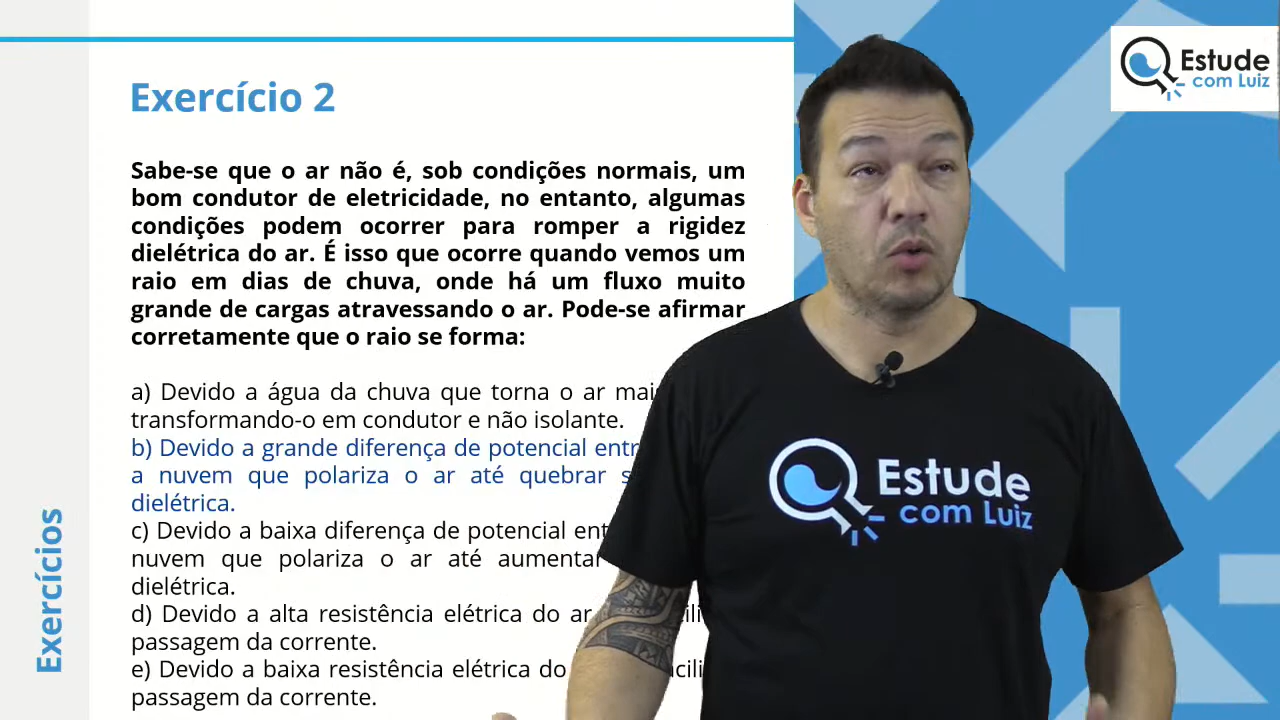 Estude
com Luiz
Exercício 2
Sabe-se que o ar não é, sob condições normais, um
bom condutor de eletricidade, no entanto, algumas
condições podem ocorrer para romper a rigidez
dielétrica do ar. É isso que ocorre quando vemos um
raio em dias de chuva, onde há um fluxo muito
grande de cargas atravessando o ar. Pode-se afirmar
corretamente que o raio se forma:
a) Devido a água da chuva que torna o ar
transformando-o em condutor e não isolante.
b) Devido a grande diferença de potencial
a nuvem que polariza o ar até quebrar
dielétrica.
c) Devido a baixa diferença de potencial
nuvem que polariza o ar até aumentar
dielétrica.
d) Devido a alta resistência elétrica do ar
passagem da corrente.
e) Devido a baixa resistência elétrica do
passagem da corrente.
Exercícios
Estude
com Luiz